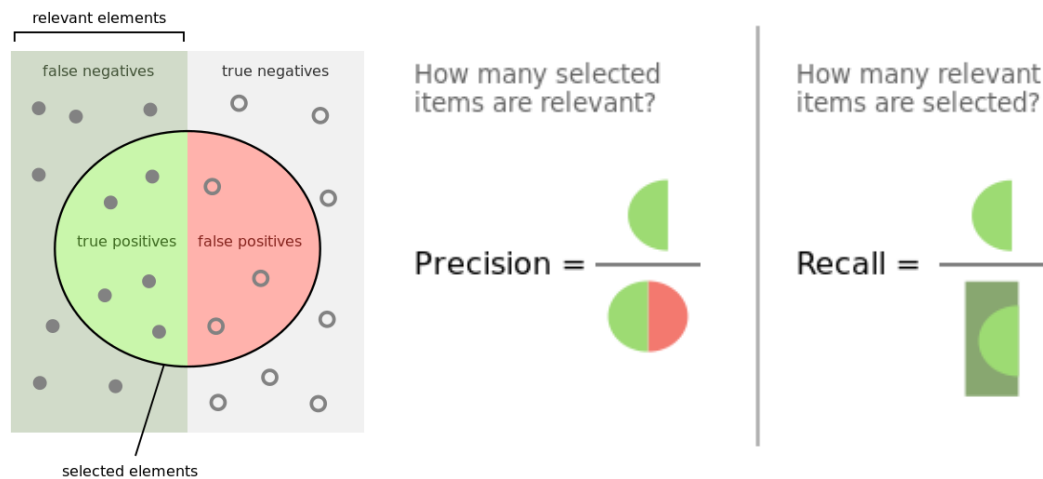 relevant elements
false negatives
true negatives
true positives
false positives
selected elements
How many selected
items are relevant?
Precision =
How many relevant
items are selected?
Recall =